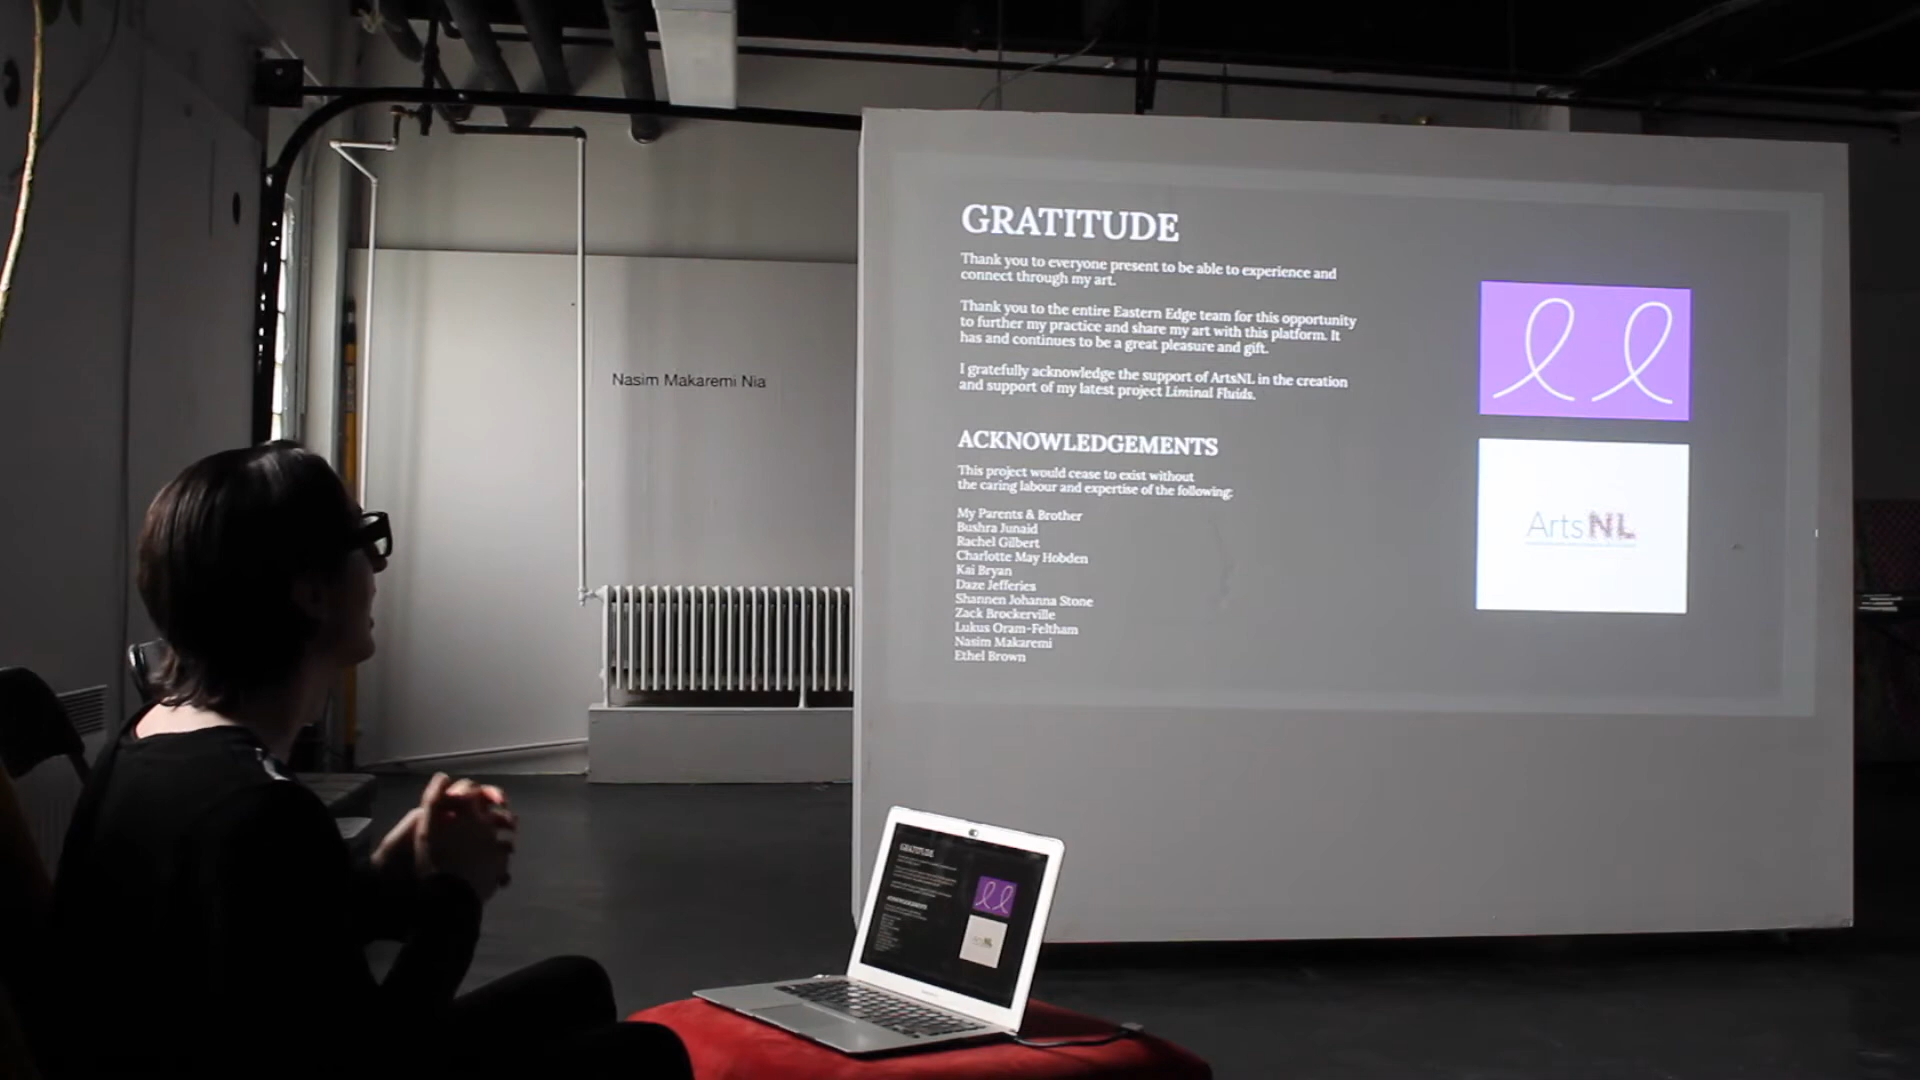 Nasim Makaremi Nia
GRATITUDE
Thank you to everyone present to be able to experience and
connect through my art.
Thank you to the entire Eastern Edge team for this opportunity
to further my practice and share my art with this platform. It
has and continues to be a great pleasure and gift.
I gratefully acknowledge the support of ArtsNL in the creation
and support of my latest project Liminal Fluids.
ACKNOWLEDGEMENTS
This project would cease to exist without
the caring labour and expertise of the following:
My Parents & Brother
Bushra Junaid
Rachel Gilbert
Charlotte May Hobden
Kai Bryan
Daze Jefferies
Shannen Johanna Stone
Zack Brockerville
Lukus Oram-Feltham
Nasim Makaremi
Ethel Brown
ArtsNL
GRATITUDE
ACKNOWLEDGEMENTS
ArtsNL